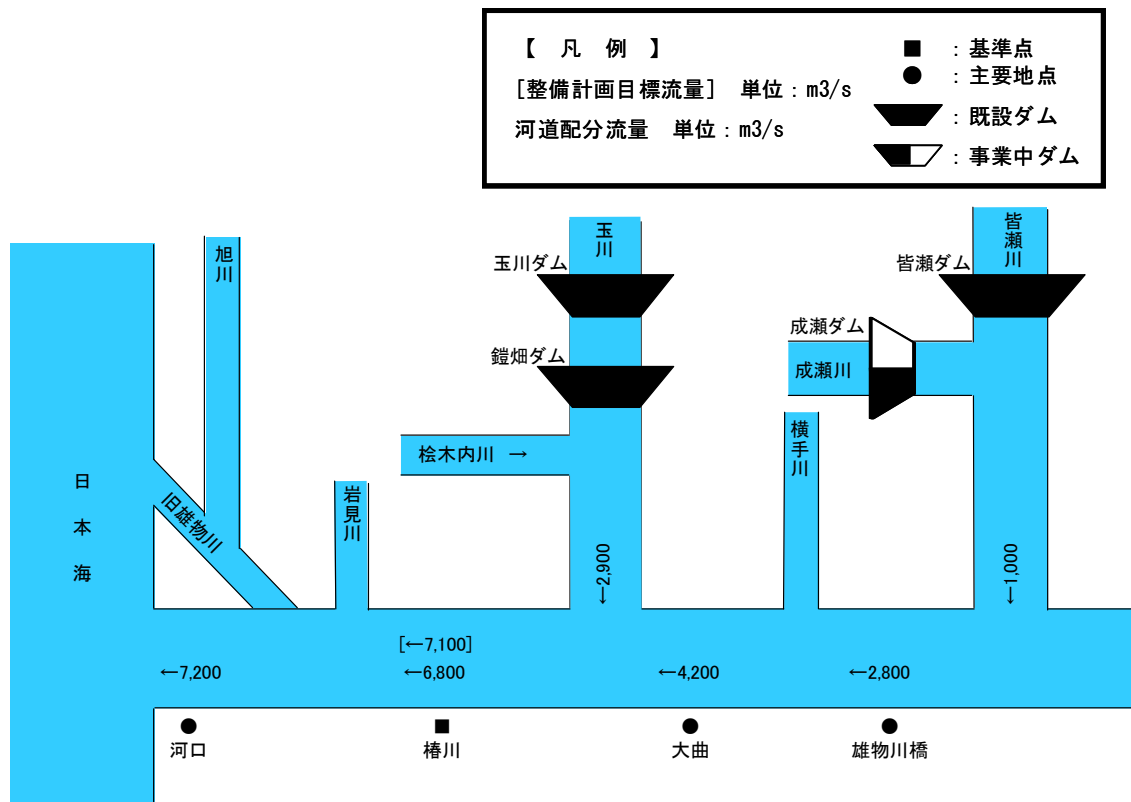 【 凡 例 】
[整備計画目標流量] 単位：m3/s
河道配分流量 単位：m3/s
■ ：基準点
● ：主要地点
：既設ダム
：事業中ダム
旭川
玉川
皆瀬川
玉川ダム
皆瀬ダム
成瀬ダム
鎧畑ダム
成瀬川
横手川
桧木内川 →
岩見川
旧雄物川
日本海
←2,900
←1,000
[←7,100]
←7,200
←6,800
←4,200
←2,800
河口
椿川
大曲
雄物川橋